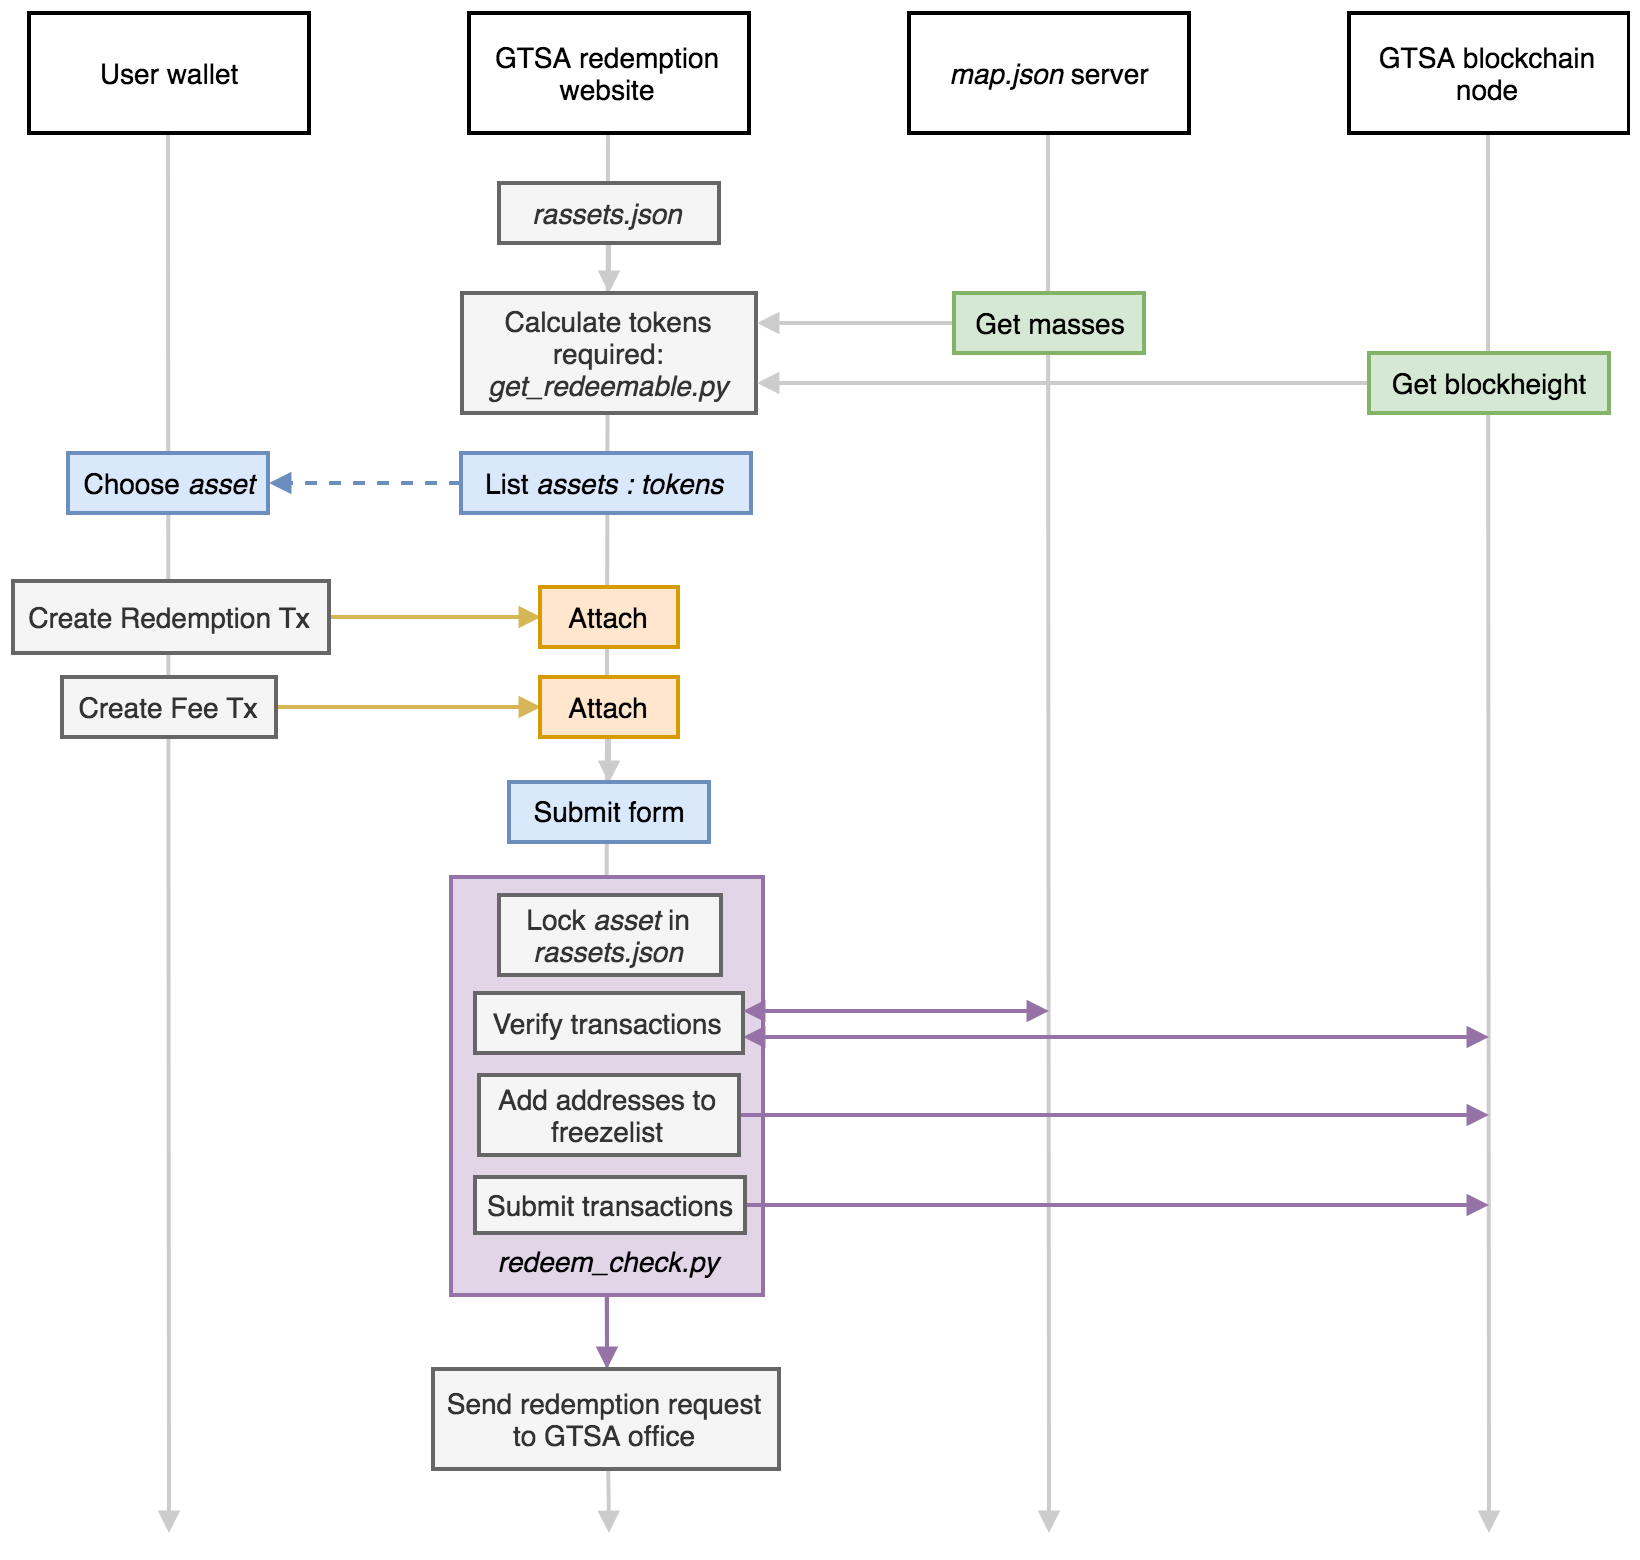 User wallet
GTSA redemption
website
map.json server
GTSA blockchain
node
rassets.json
Calculate tokens
required:
get_redeemable.py
Get masses
Get blockheight
Choose asset
List assets : tokens
Create Redemption Tx
Attach
Create Fee Tx
Attach
Submit form
Lock asset in
rassets.json
Verify transactions
Add addresses to
freezelist
Submit transactions
redeem_check.py
Send redemption request
to GTSA office